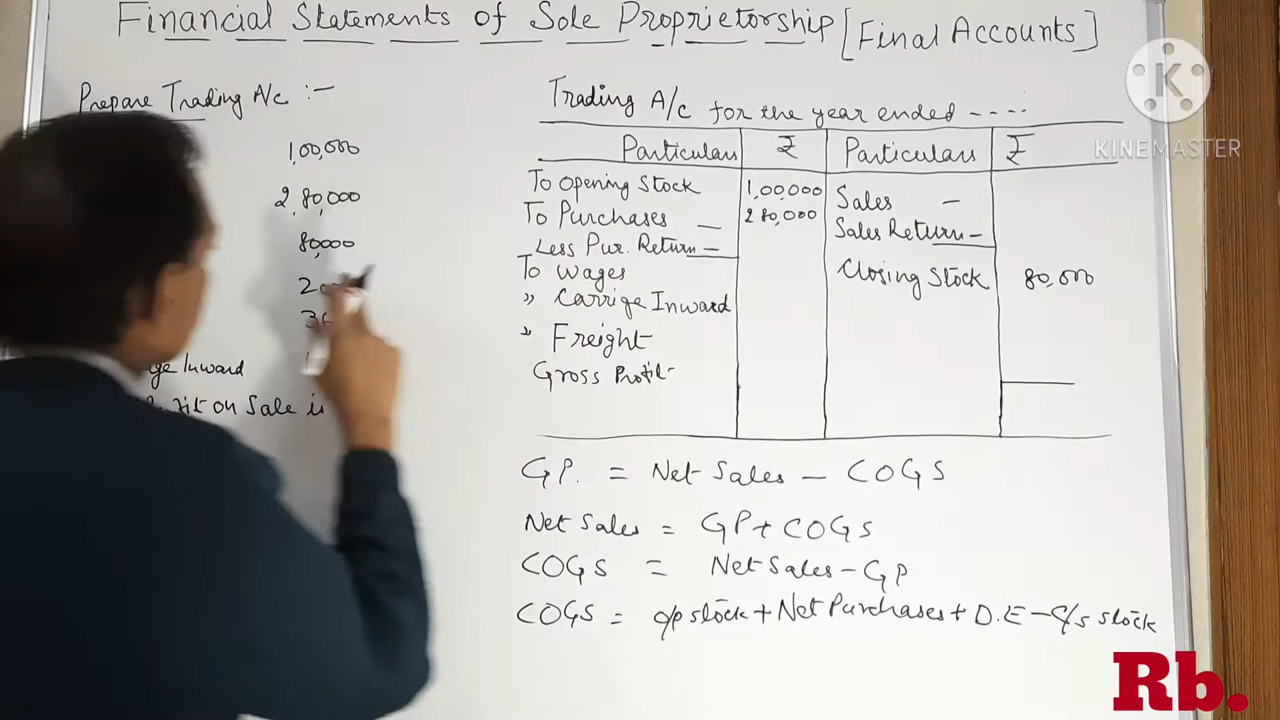 Financial Statements of Sole Proprietorship [Final Accounts]
Prepare Trading A/c :-
1,00,000
2,80,000
80,000
Inward
on Sale is
Trading A/c for the year ended ----
Particulars ₹ Particulars ₹
To Opening Stock 1,00,000 Sales -
To Purchases - 2 80,000 Sales Return -
Less Pur. Return -
To Wages Closing Stock 80,000
" Carrige Inward
" Freight
Gross Profit
GP. = Net Sales - COGS
Net Sales = GP + COGS
COGS = Net Sales - GP
COGS = o/p stock + Net Purchases + D.E - C/s stock
K
KINEMASTER
Rb.